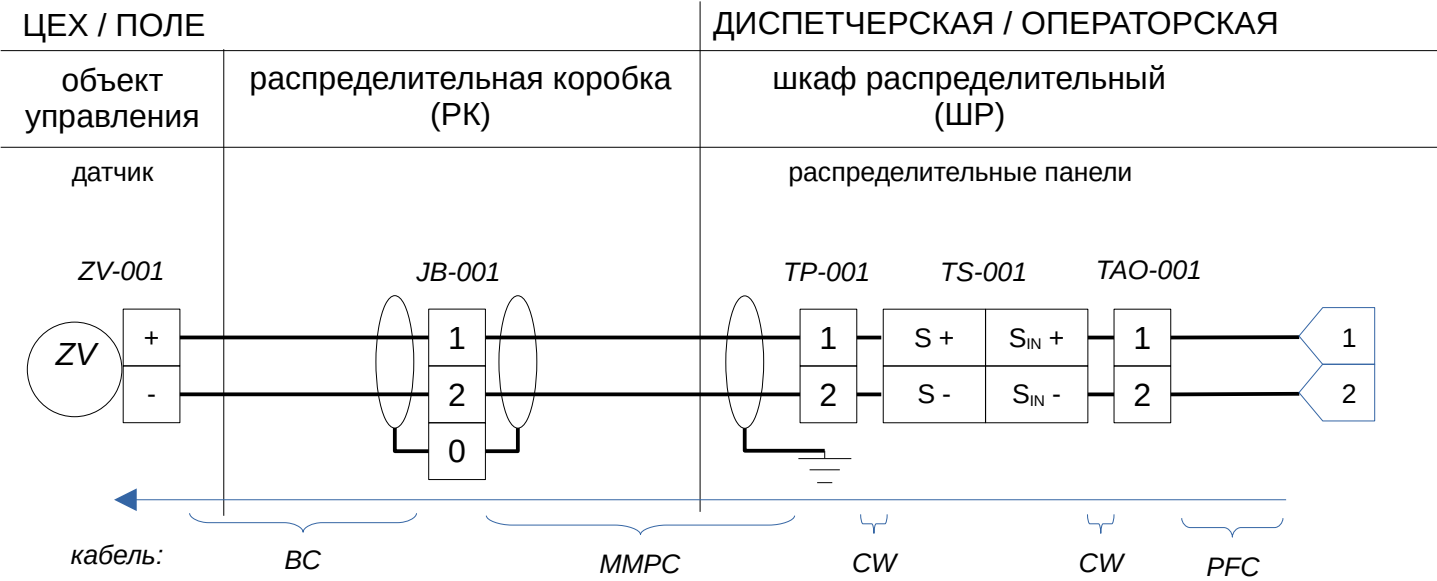 ЦЕХ / ПОЛЕ
ДИСПЕТЧЕРСКАЯ / ОПЕРАТОРСКАЯ
объект
управления
распределительная коробка
(РК)
шкаф распределительный
(ШР)
датчик
распределительные панели
ZV-001
JB-001
TP-001
TS-001
TAO-001
ZV
+
1
1
S +
SIN +
1
1
-
2
2
S -
SIN -
2
2
0
кабель:
BC
MMPC
CW
CW
PFC